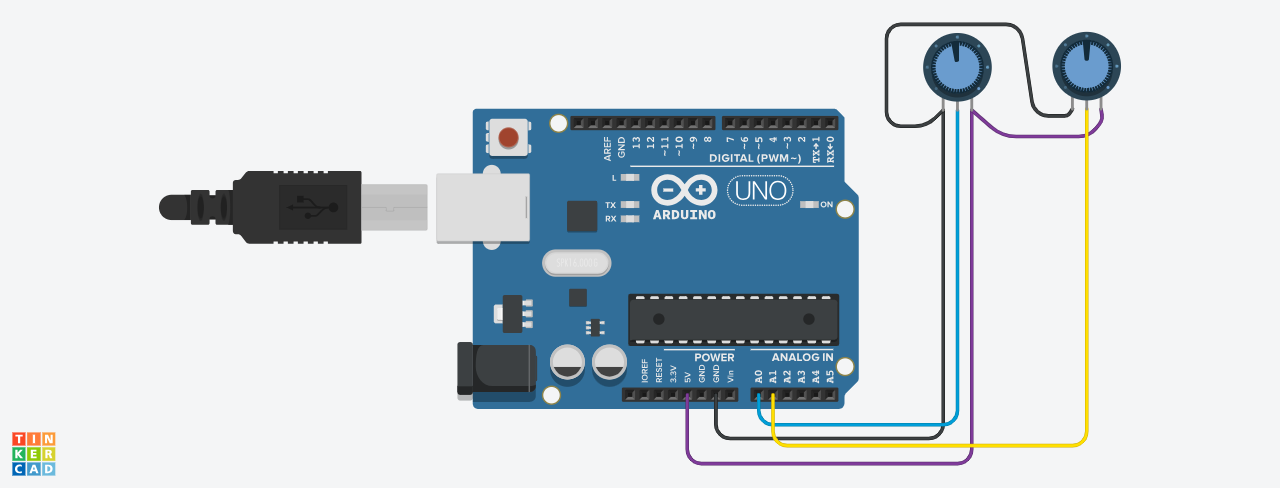 AREF
GND
13
12
~11
~10
~9
8
7
~6
~5
4
~3
2
TX→1
RX←0
DIGITAL (PWM~)
L
TX
RX
UNO
ON
ARDUINO
POWER
ANALOG IN
IOREF
RESET
3.3V
5V
GND
GND
Vin
A0
A1
A2
A3
A4
A5
TIN
KER
CAD